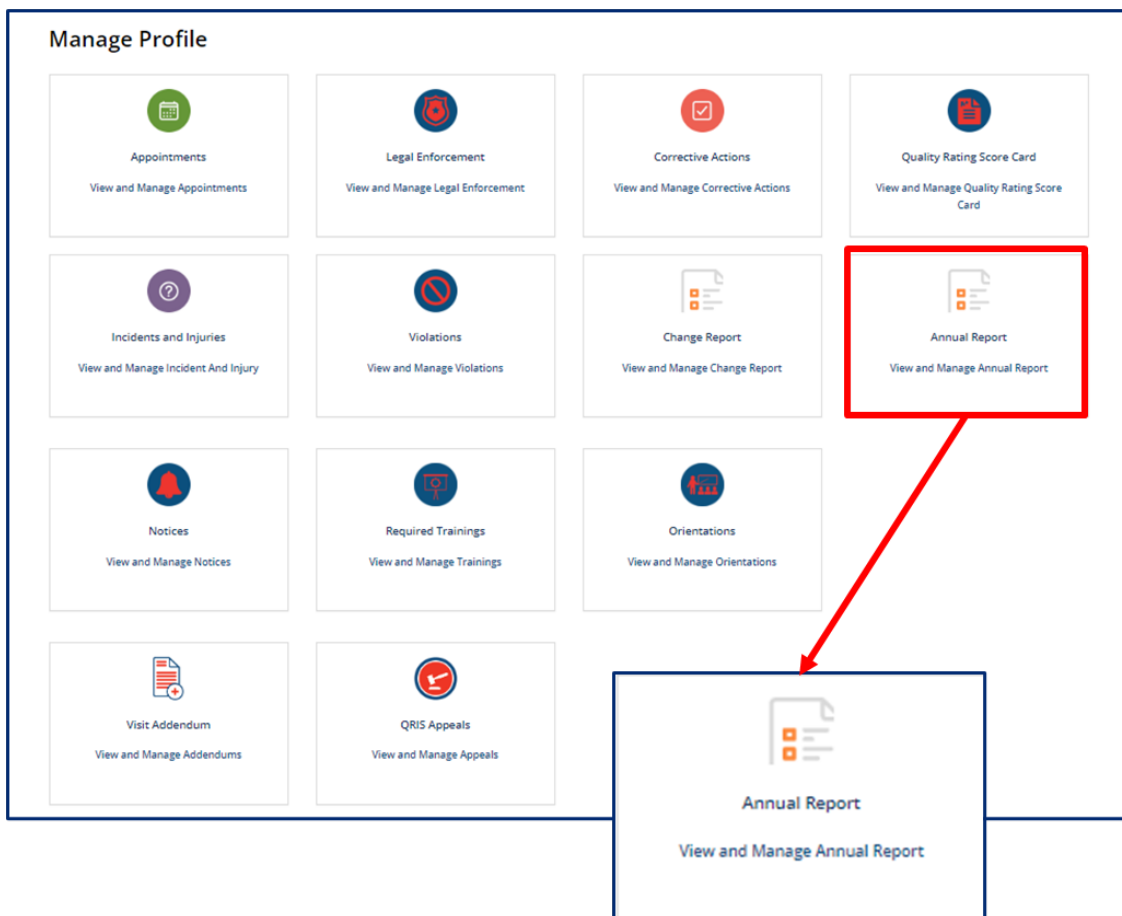 Manage Profile
Appointments
View and Manage Appointments
Legal Enforcement
View and Manage Legal Enforcement
Corrective Actions
View and Manage Corrective Actions
Quality Rating Score Card
View and Manage Quality Rating Score
Card
Incidents and Injuries
View and Manage Incident And Injury
Violations
View and Manage Violations
Change Report
View and Manage Change Report
Annual Report
View and Manage Annual Report
Notices
View and Manage Notices
Required Trainings
View and Manage Trainings
Orientations
View and Manage Orientations
Visit Addendum
View and Manage Addendums
QRIS Appeals
View and Manage Appeals
Annual Report
View and Manage Annual Report